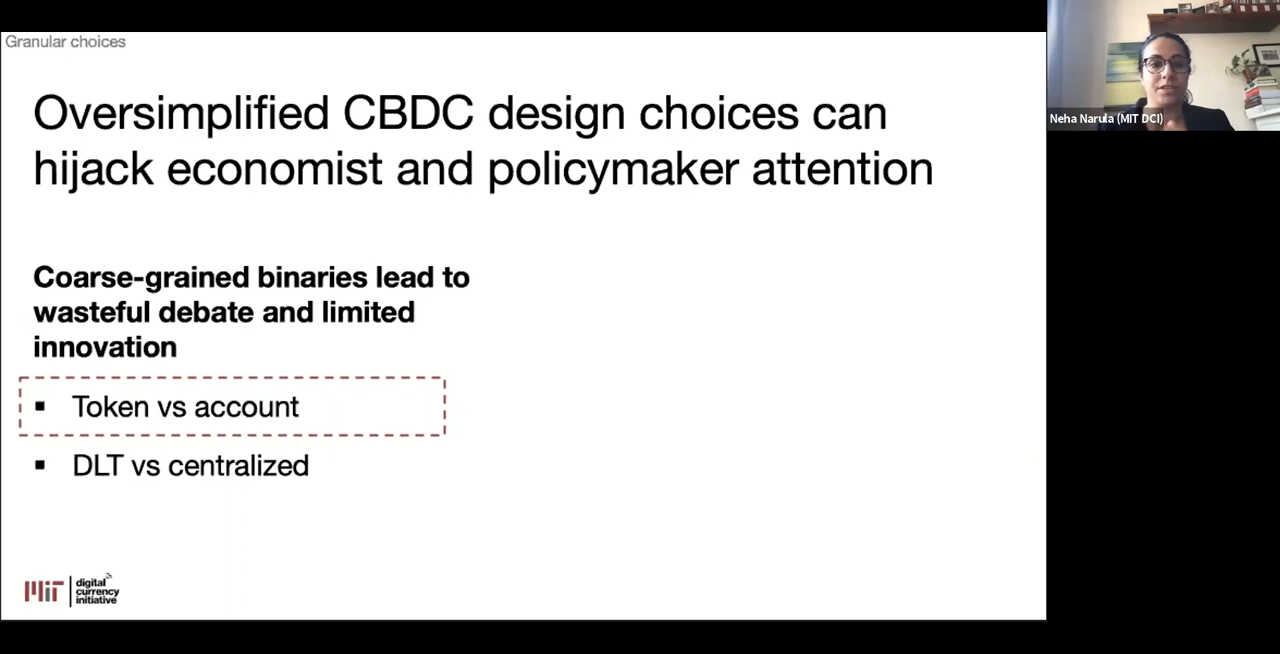 Granular choices
Oversimplified CBDC design choices can
hijack economist and policymaker attention
Coarse-grained binaries lead to
wasteful debate and limited
innovation
▪ Token vs account
▪ DLT vs centralized
MIT digital
currency
initiative
Neha Narula (MIT DCI)